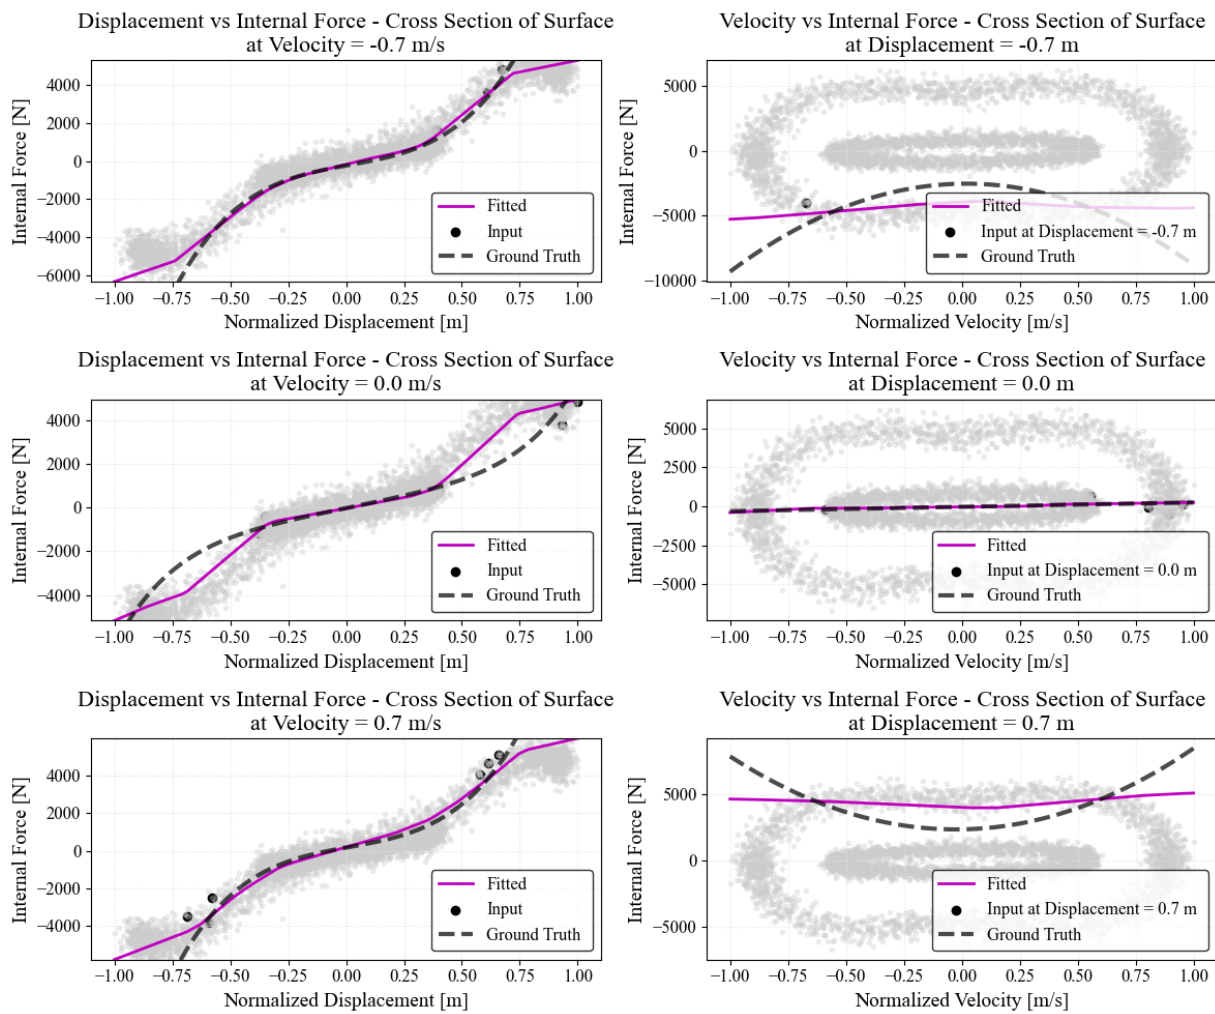 Displacement vs Internal Force - Cross Section of Surface
at Velocity = -0.7 m/s
Internal Force [N]
4000
2000
0
−2000
−4000
−6000
−1.00 −0.75 −0.50 −0.25 0.00 0.25 0.50 0.75 1.00
Normalized Displacement [m]
Fitted
Input
Ground Truth
Velocity vs Internal Force - Cross Section of Surface
at Displacement = -0.7 m
Internal Force [N]
5000
0
−5000
−10000
−1.00 −0.75 −0.50 −0.25 0.00 0.25 0.50 0.75 1.00
Normalized Velocity [m/s]
Fitted
Input at Displacement = -0.7 m
Ground Truth
Displacement vs Internal Force - Cross Section of Surface
at Velocity = 0.0 m/s
Internal Force [N]
4000
2000
0
−2000
−4000
−1.00 −0.75 −0.50 −0.25 0.00 0.25 0.50 0.75 1.00
Normalized Displacement [m]
Fitted
Input
Ground Truth
Velocity vs Internal Force - Cross Section of Surface
at Displacement = 0.0 m
Internal Force [N]
5000
2500
0
−2500
−5000
−1.00 −0.75 −0.50 −0.25 0.00 0.25 0.50 0.75 1.00
Normalized Velocity [m/s]
Fitted
Input at Displacement = 0.0 m
Ground Truth
Displacement vs Internal Force - Cross Section of Surface
at Velocity = 0.7 m/s
Internal Force [N]
4000
2000
0
−2000
−4000
−1.00 −0.75 −0.50 −0.25 0.00 0.25 0.50 0.75 1.00
Normalized Displacement [m]
Fitted
Input
Ground Truth
Velocity vs Internal Force - Cross Section of Surface
at Displacement = 0.7 m
Internal Force [N]
5000
0
−5000
−1.00 −0.75 −0.50 −0.25 0.00 0.25 0.50 0.75 1.00
Normalized Velocity [m/s]
Fitted
Input at Displacement = 0.7 m
Ground Truth